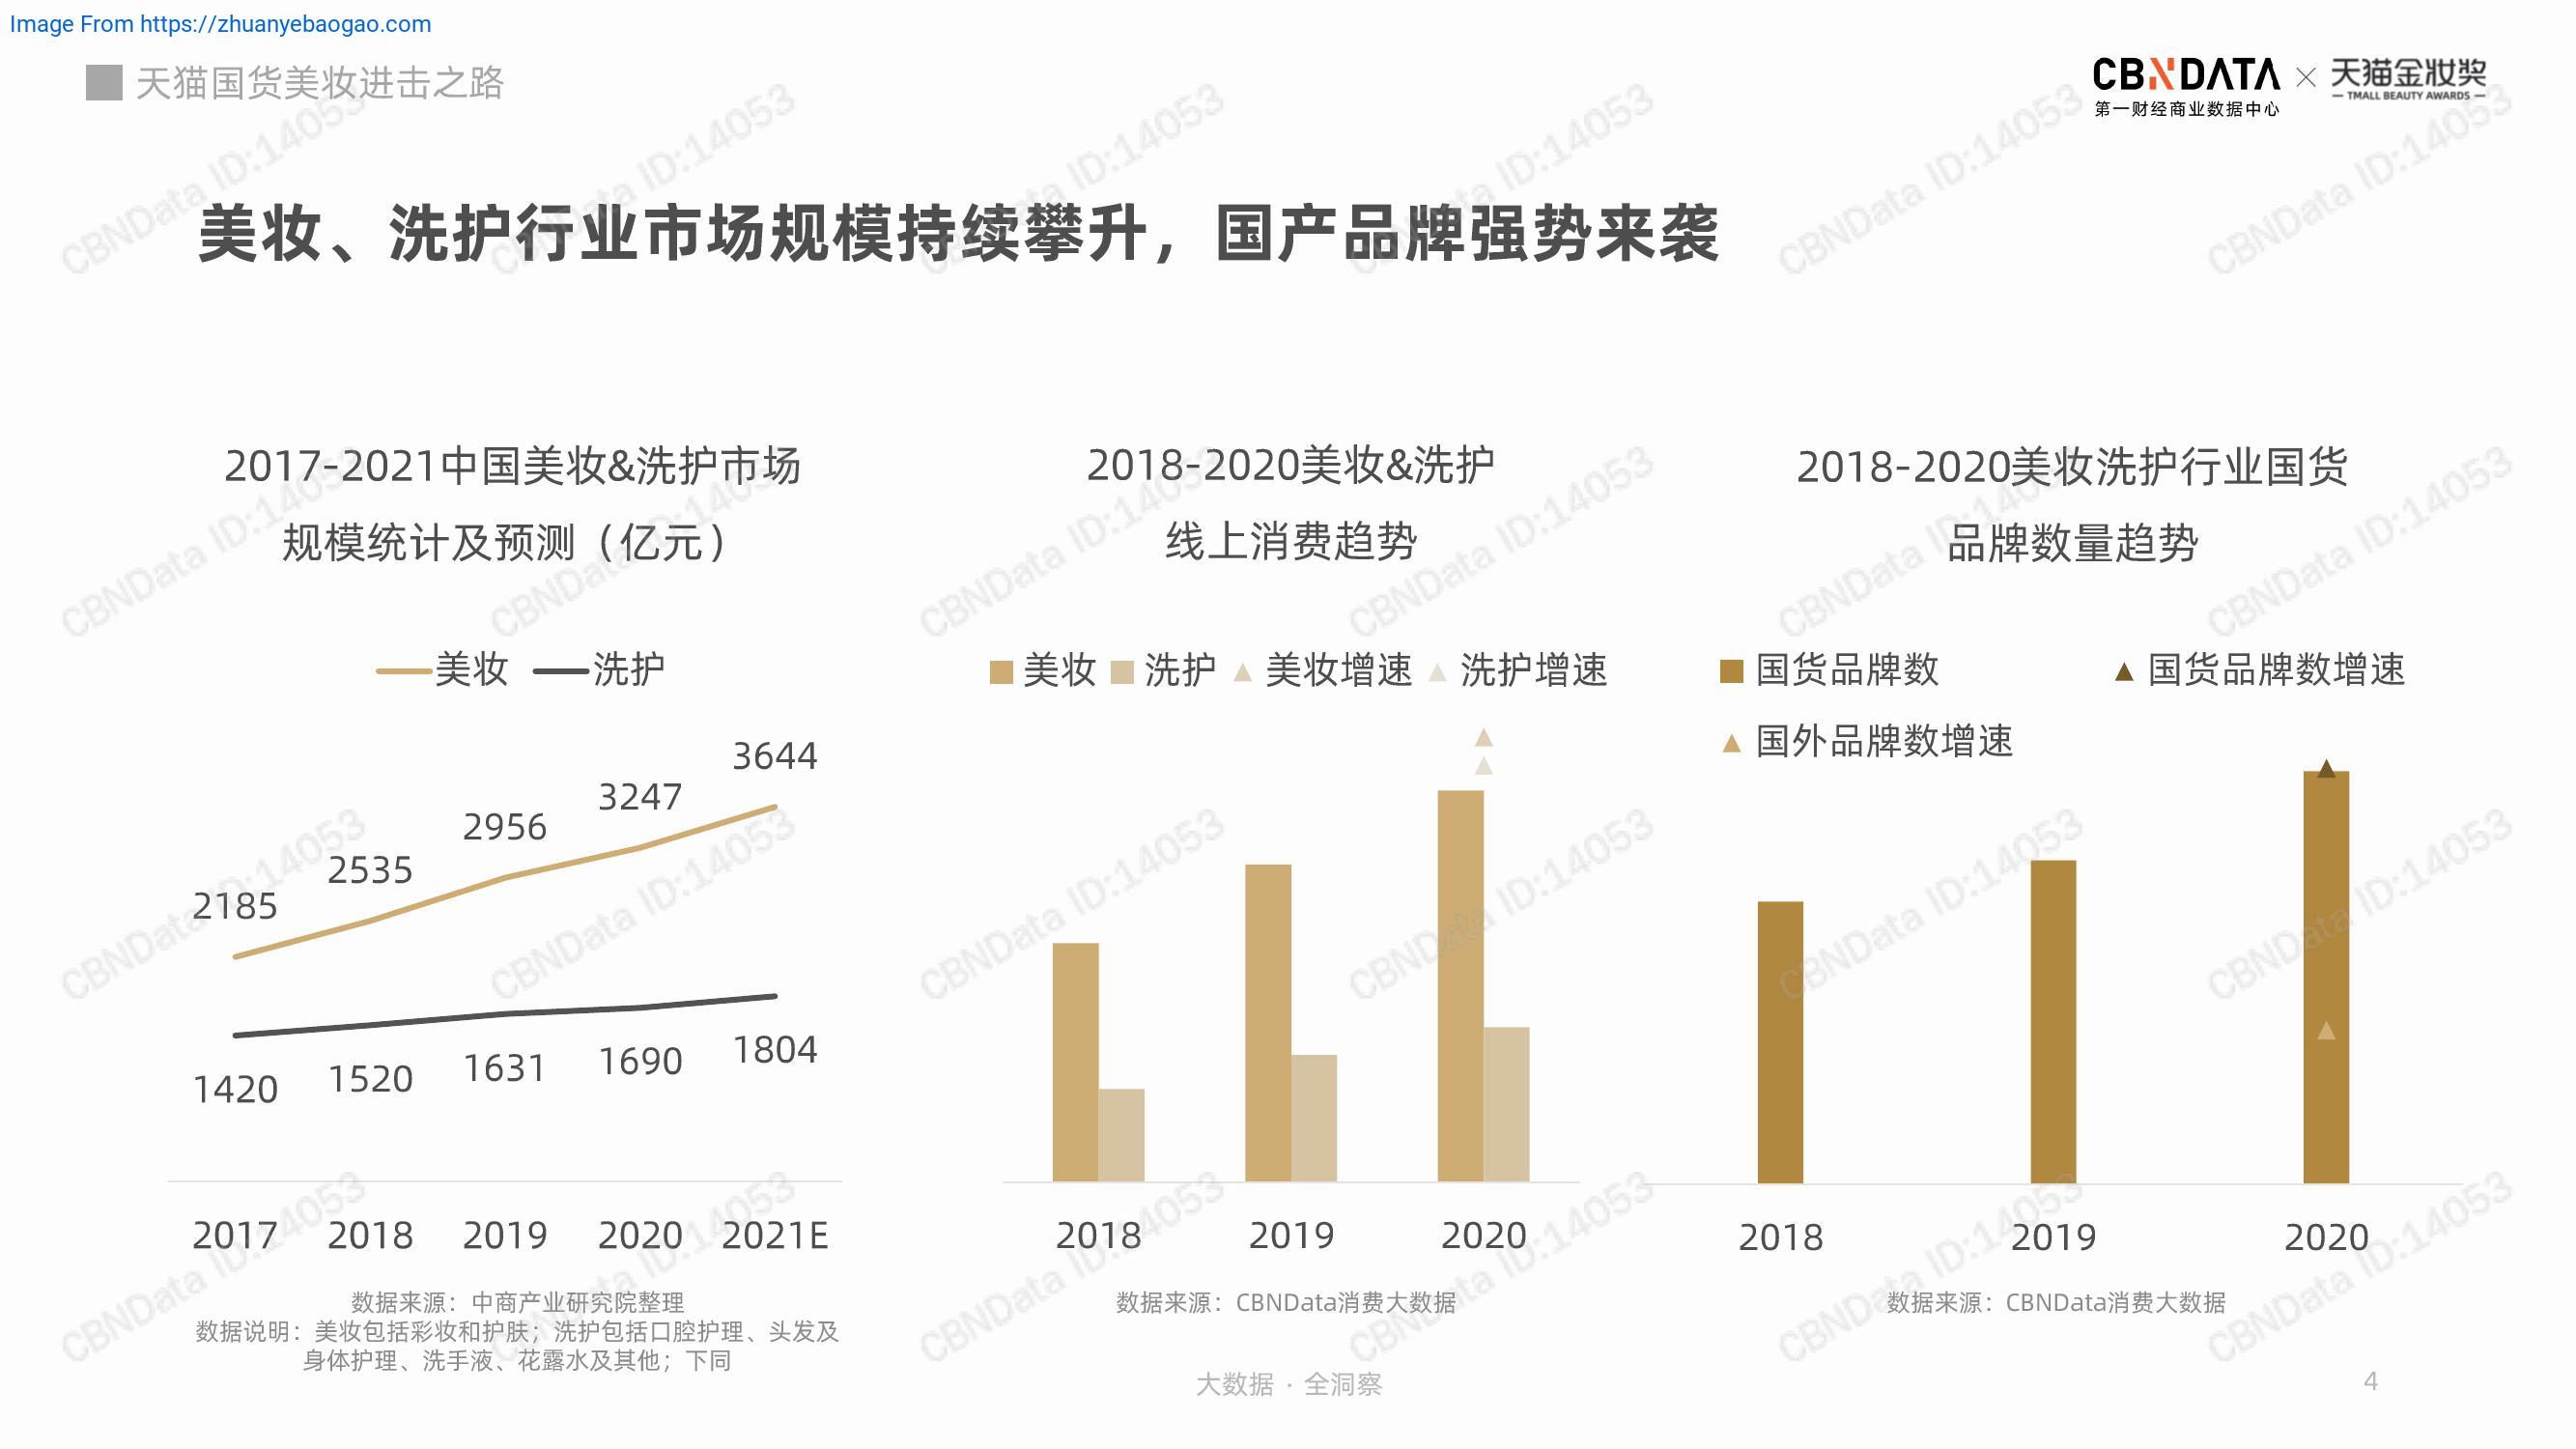 Image From https://zhuanyebaogao.com
天猫国货美妆进击之路
CBNDATA
第一财经商业数据中心
×
天猫金妆奖
TMALL BEAUTY AWARDS
美妆、洗护行业市场规模持续攀升，国产品牌强势来袭
2017-2021中国美妆&洗护市场
规模统计及预测（亿元）
美妆 洗护
3644
3247
2956
2535
2185
1420 1520 1631 1690 1804
2017 2018 2019 2020 2021E
数据来源：中商产业研究院整理
数据说明：美妆包括彩妆和护肤；洗护包括口腔护理、头发及
身体护理、洗手液、花露水及其他；下同
2018-2020美妆&洗护
线上消费趋势
美妆 洗护 美妆增速 洗护增速
2018 2019 2020
数据来源：CBNData消费大数据
2018-2020美妆洗护行业国货
品牌数量趋势
国货品牌数 国货品牌数增速
国外品牌数增速
2018 2019 2020
数据来源：CBNData消费大数据
大数据 · 全洞察
4
CBNData ID:14053